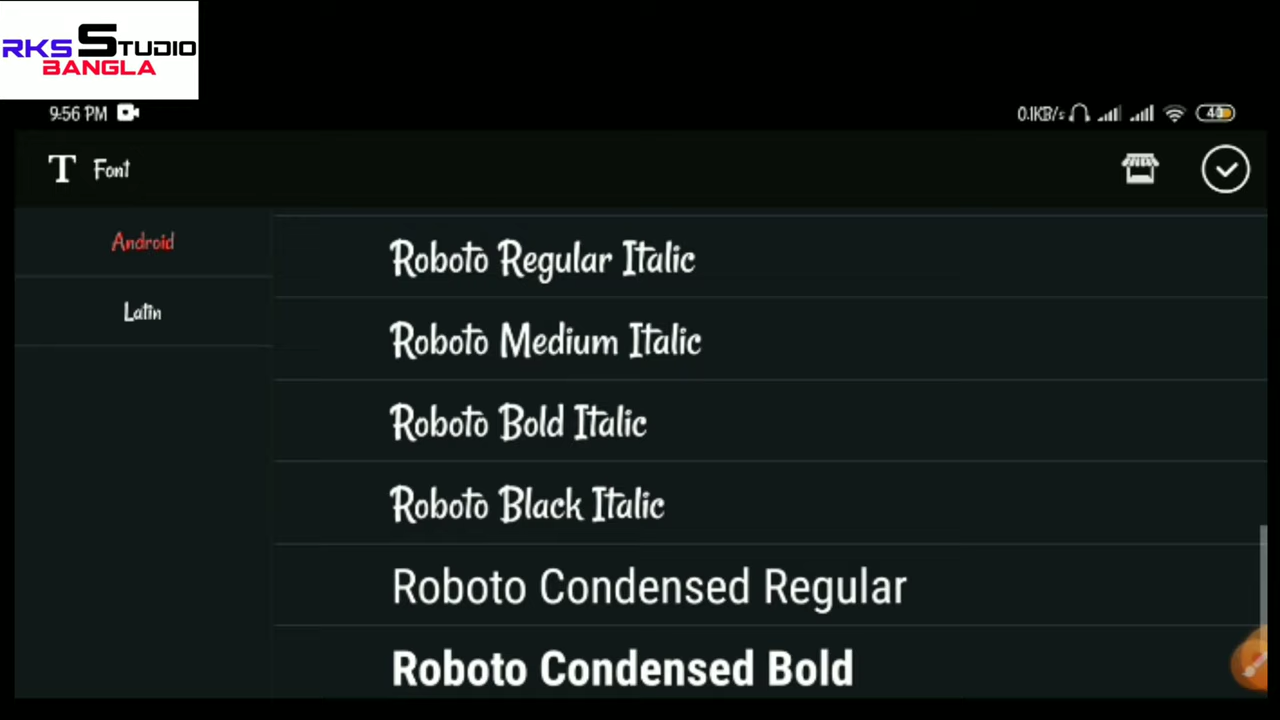 RKS STUDIO
BANGLA
9:56 PM
0.1KB/s
40
T Font
Android
Latin
Roboto Regular Italic
Roboto Medium Italic
Roboto Bold Italic
Roboto Black Italic
Roboto Condensed Regular
Roboto Condensed Bold